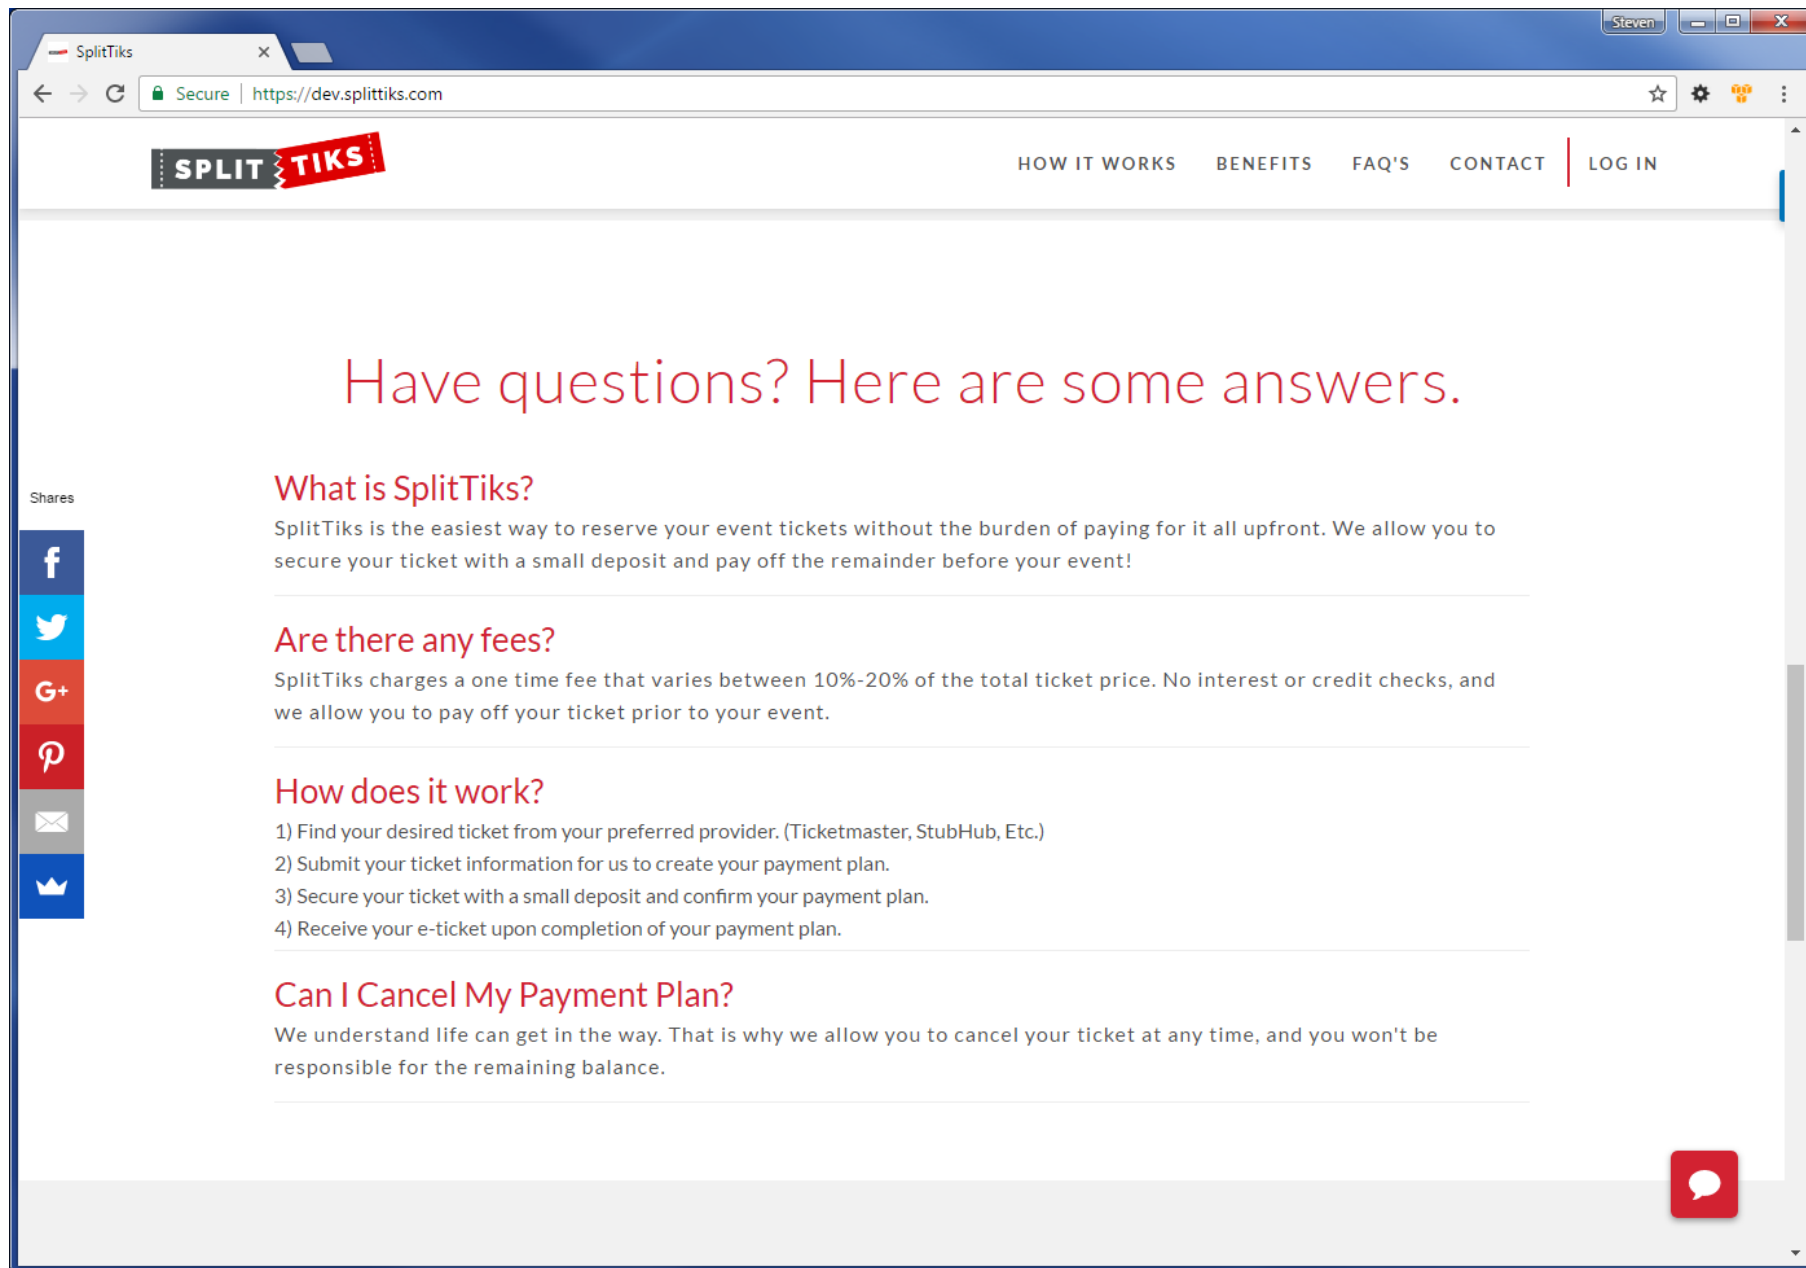 Steven
SplitTiks
Secure https://dev.splittiks.com
SPLIT TIKS
HOW IT WORKS BENEFITS FAQ'S CONTACT LOG IN
Have questions? Here are some answers.
What is SplitTiks?
SplitTiks is the easiest way to reserve your event tickets without the burden of paying for it all upfront. We allow you to
secure your ticket with a small deposit and pay off the remainder before your event!
Shares
f
Are there any fees?
SplitTiks charges a one time fee that varies between 10%-20% of the total ticket price. No interest or credit checks, and
we allow you to pay off your ticket prior to your event.
G+
How does it work?
1) Find your desired ticket from your preferred provider. (Ticketmaster, StubHub, Etc.)
2) Submit your ticket information for us to create your payment plan.
3) Secure your ticket with a small deposit and confirm your payment plan.
4) Receive your e-ticket upon completion of your payment plan.
Can I Cancel My Payment Plan?
We understand life can get in the way. That is why we allow you to cancel your ticket at any time, and you won't be
responsible for the remaining balance.